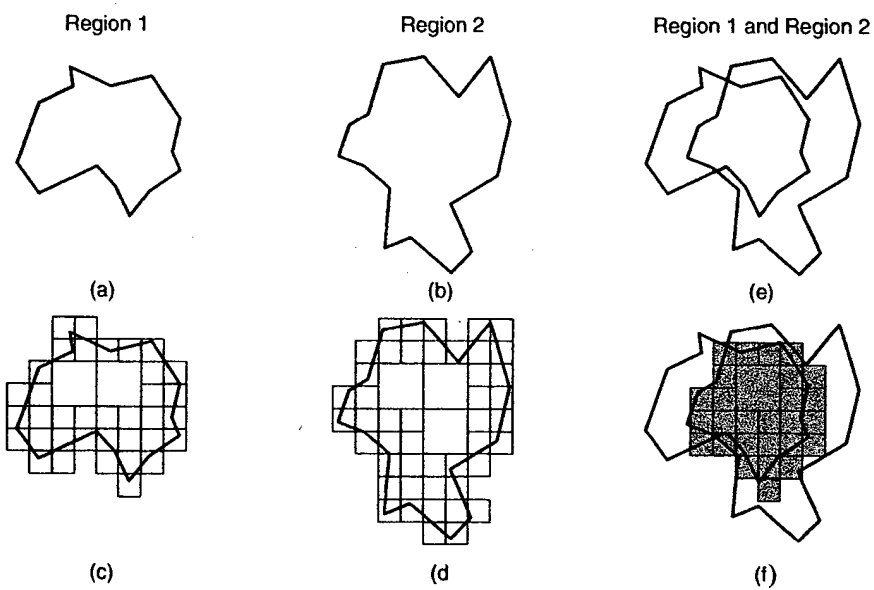 Region 1
Region 2
Region 1 and Region 2
(a)
(b)
(e)
(c)
(d
(f)